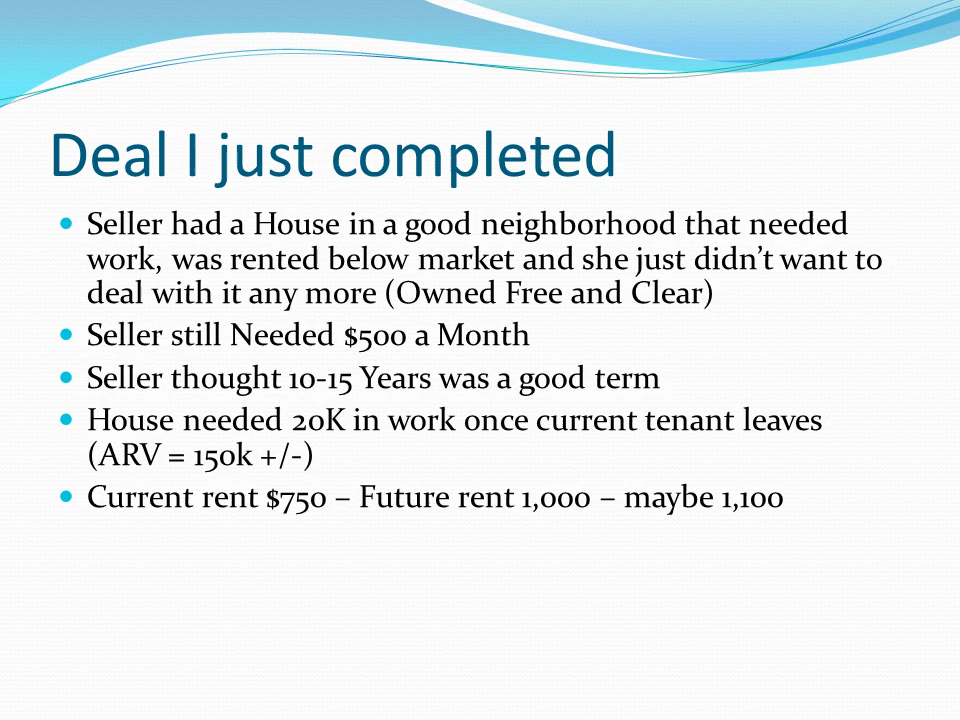 Deal I just completed
Seller had a House in a good neighborhood that needed
work, was rented below market and she just didn’t want to
deal with it any more (Owned Free and Clear)
Seller still Needed $500 a Month
Seller thought 10-15 Years was a good term
House needed 20K in work once current tenant leaves
(ARV = 150k +/-)
Current rent $750 – Future rent 1,000 – maybe 1,100